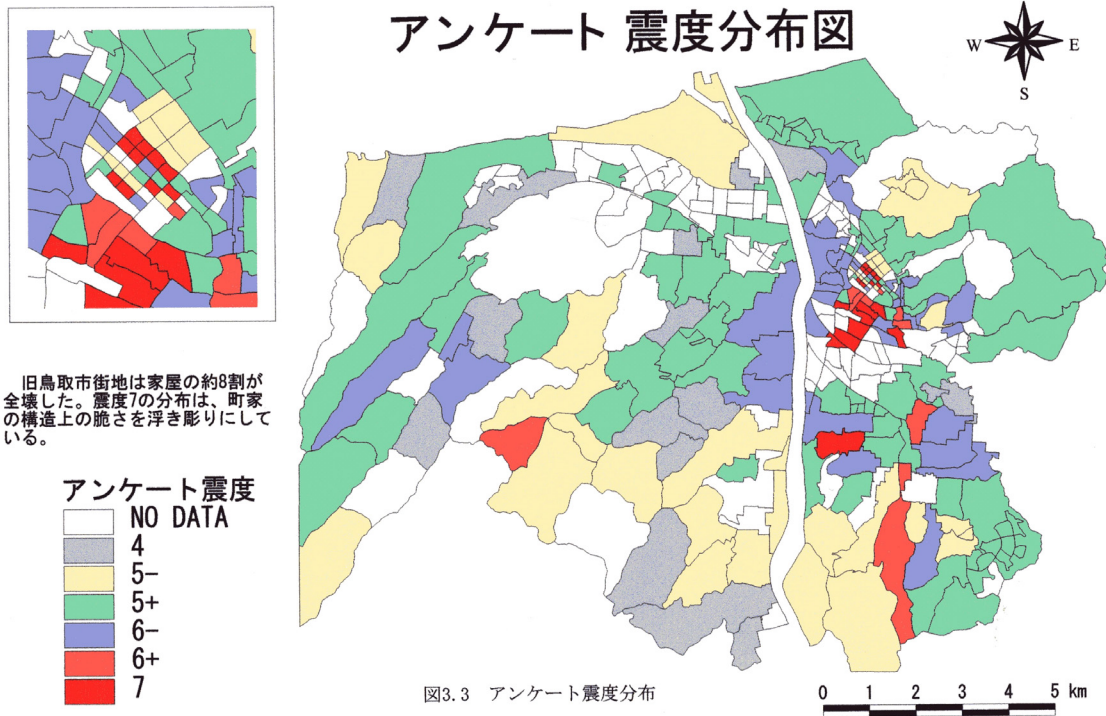 アンケート 震度分布図
W
E
S
旧鳥取市街地は家屋の約8割が
全壊した。震度7の分布は、町家
の構造上の脆さを浮き彫りにして
いる。
アンケート震度
NO DATA
4
5-
5+
6-
6+
7
図3.3 アンケート震度分布
0 1 2 3 4 5 km